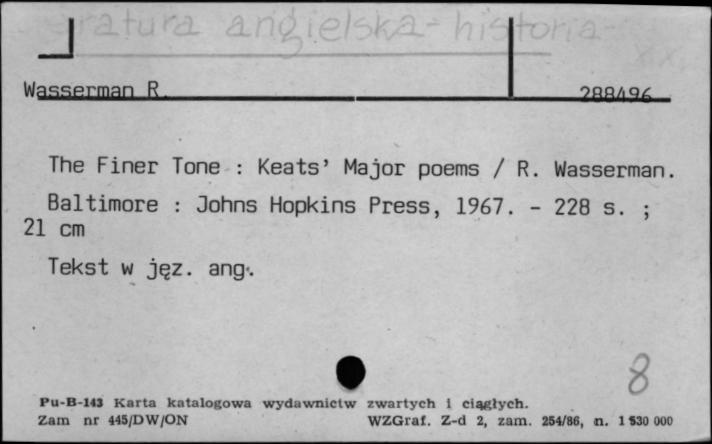 ratura angielska - historia -
XIX
Wasserman R.
288496
The Finer Tone : Keats' Major poems / R. Wasserman.
Baltimore : Johns Hopkins Press, 1967. - 228 s. ;
21 cm
Tekst w jęz. ang.
8
Pu-B-143 Karta katalogowa wydawnictw zwartych i ciągłych.
Zam nr 445/DW/ON WZGraf. Z-d 2, zam. 254/86, n. 1 530 000